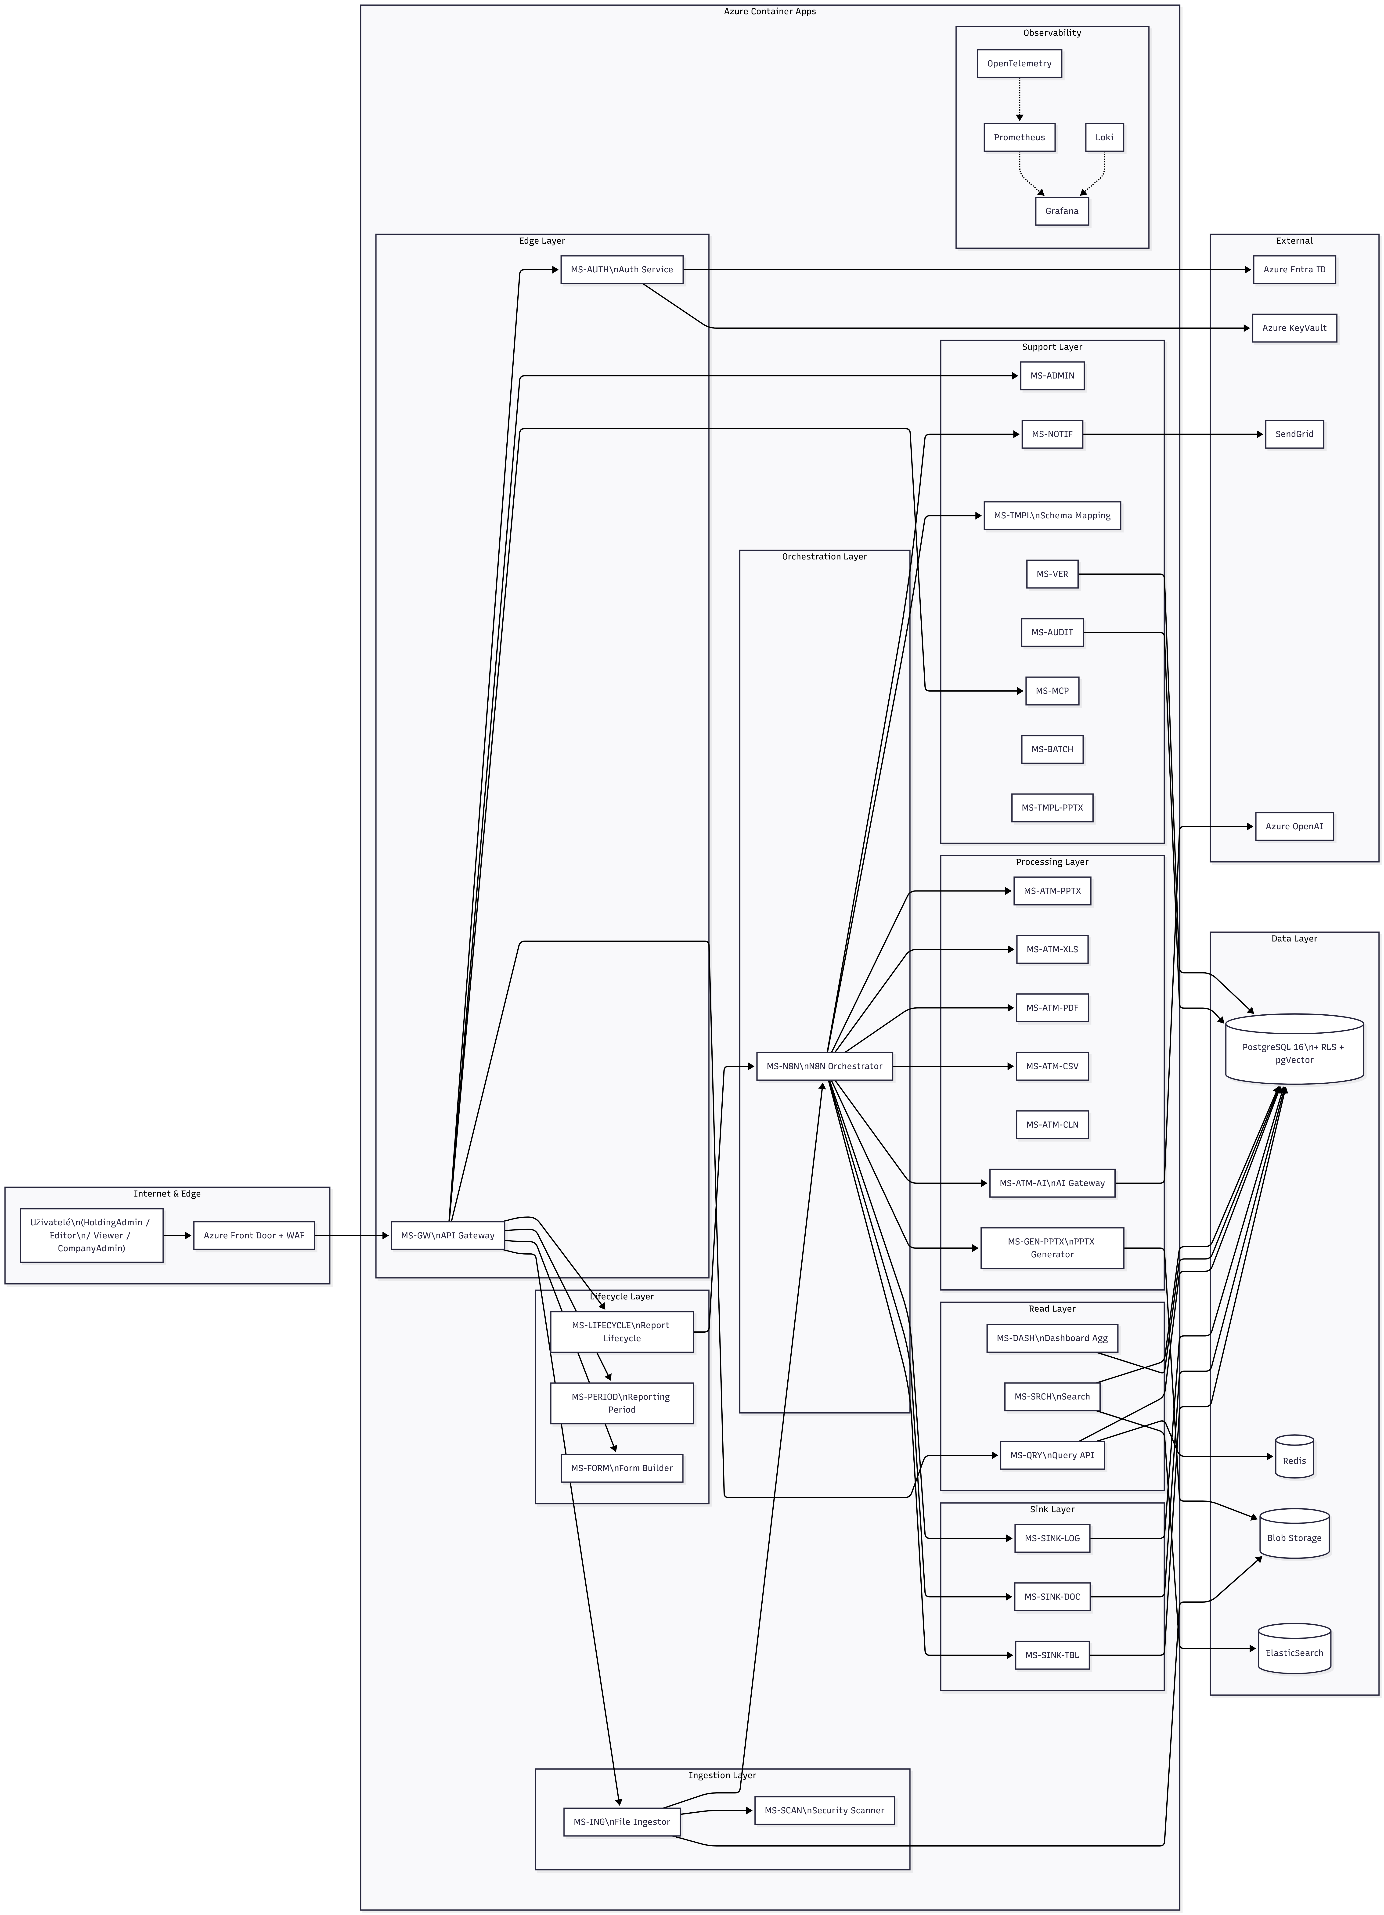 Azure Container Apps
Observability
OpenTelemetry
Prometheus
Loki
Grafana
Edge Layer
MS-AUTH\nAuth Service
External
Azure Entra ID
Azure KeyVault
SendGrid
Azure OpenAI
Support Layer
MS-ADMIN
MS-NOTIF
MS-TMPL\nSchema Mapping
MS-VER
MS-AUDIT
MS-MCP
MS-BATCH
MS-TMPL-PPTX
Orchestration Layer
MS-N8N\nN8N Orchestrator
Processing Layer
MS-ATM-PPTX
MS-ATM-XLS
MS-ATM-PDF
MS-ATM-CSV
MS-ATM-CLN
MS-ATM-AI\nAI Gateway
MS-GEN-PPTX\nPPTX
Generator
Data Layer
PostgreSQL 16\n+ RLS +
pgVector
Redis
Blob Storage
ElasticSearch
Internet & Edge
Uživatelé\n(HoldingAdmin /
Editor\n/ Viewer /
CompanyAdmin)
Azure Front Door + WAF
MS-GW\nAPI Gateway
Lifecycle Layer
MS-LIFECYCLE\nReport
Lifecycle
MS-PERIOD\nReporting
Period
MS-FORM\nForm Builder
Read Layer
MS-DASH\nDashboard Agg
MS-SRCH\nSearch
MS-QRY\nQuery API
Sink Layer
MS-SINK-LOG
MS-SINK-DOC
MS-SINK-TBL
Ingestion Layer
MS-ING\nFile Ingestor
MS-SCAN\nSecurity Scanner